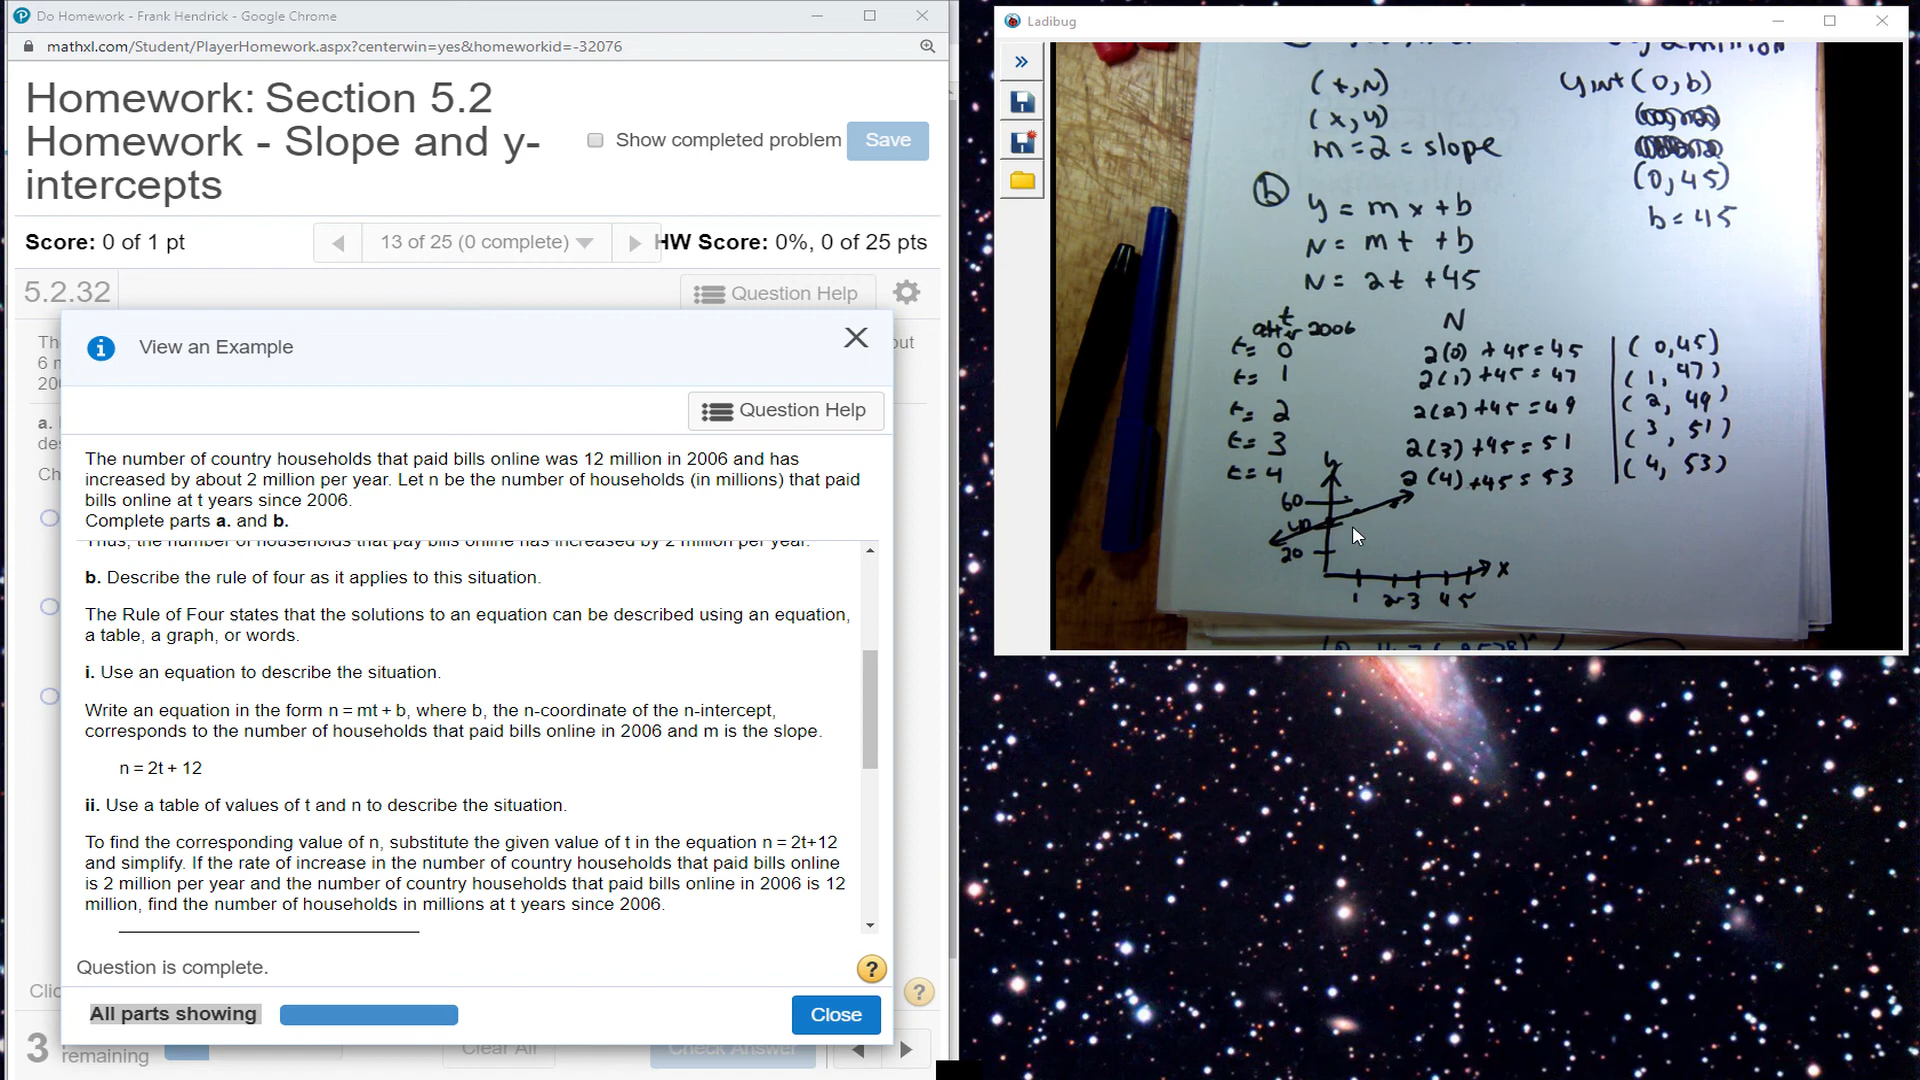 Do Homework - Frank Hendrick - Google Chrome
mathxl.com/Student/PlayerHomework.aspx?centerwin=yes&homeworkid=-32076
Homework: Section 5.2
Homework - Slope and y-
intercepts
Show completed problem
Save
Score: 0 of 1 pt
13 of 25 (0 complete)
HW Score: 0%, 0 of 25 pts
5.2.32
Question Help
View an Example
Question Help
The number of country households that paid bills online was 12 million in 2006 and has
increased by about 2 million per year. Let n be the number of households (in millions) that paid
bills online at t years since 2006.
Complete parts a. and b.
Thus, the number of households that pay bills online has increased by 2 million per year.
b. Describe the rule of four as it applies to this situation.
The Rule of Four states that the solutions to an equation can be described using an equation,
a table, a graph, or words.
i. Use an equation to describe the situation.
Write an equation in the form n = mt + b, where b, the n-coordinate of the n-intercept,
corresponds to the number of households that paid bills online in 2006 and m is the slope.
n = 2t + 12
ii. Use a table of values of t and n to describe the situation.
To find the corresponding value of n, substitute the given value of t in the equation n = 2t+12
and simplify. If the rate of increase in the number of country households that paid bills online
is 2 million per year and the number of country households that paid bills online in 2006 is 12
million, find the number of households in millions at t years since 2006.
Question is complete.
All parts showing
Close
3 remaining
Clear All
Check Answer
Ladibug
(t, N)
(x, y)
m = 2 = slope
y int (0, b)
(0, 45)
b = 45
(b) y = mx + b
N = mt + b
N = 2t + 45
t
after 2006
N
t = 0 2(0) + 45 = 45 (0, 45)
t = 1 2(1) + 45 = 47 (1, 47)
t = 2 2(2) + 45 = 49 (2, 49)
t = 3 2(3) + 45 = 51 (3, 51)
t = 4 2(4) + 45 = 53 (4, 53)
y
60
40
20
x
1 2 3 4 5